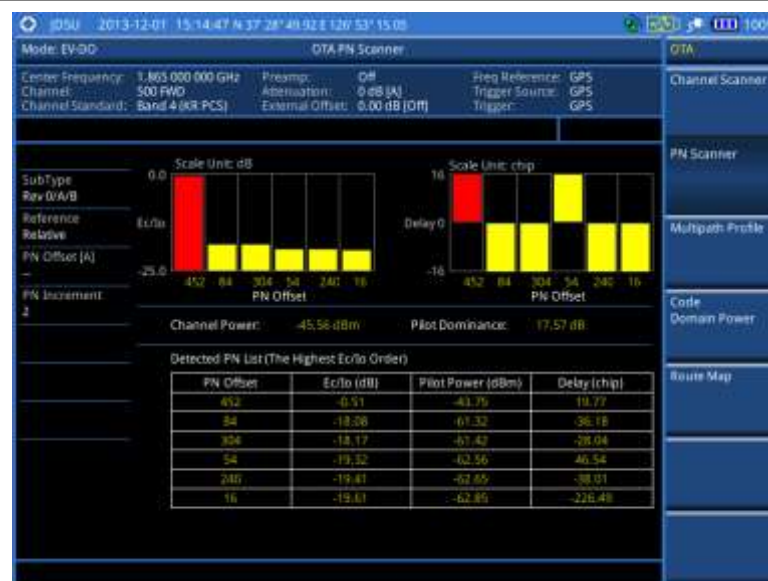 JDSU 2013-12-01 15:14:47 N 37° 28' 49.92 E 126° 53' 15.05 100%
Mode: EV-DO OTA PN Scanner OTA
Center Frequency: 1.865 000 000 GHz Preamp: Off Freq Reference: GPS
Channel: 500 FWD Attenuation: 0 dB [A] Trigger Source: GPS
Channel Standard: Band 4 (KR PCS) External Offset: 0.00 dB [Off] Trigger: GPS
Channel Scanner
PN Scanner
Multipath Profile
Code
Domain Power
Route Map
SubType
Rev 0/A/B
Reference
Relative
PN Offset [A]
--
PN Increment
2
Scale Unit: dB
0.0
Ec/Io
-25.0
452 84 304 54 240 16
PN Offset
Scale Unit: chip
16
Delay 0
-16
452 84 304 54 240 16
PN Offset
Channel Power: -45.56 dBm Pilot Dominance: 17.57 dB
Detected PN List (The Highest Ec/Io Order)
PN Offset Ec/Io (dB) Pilot Power (dBm) Delay (chip)
452 -0.51 -43.75 19.77
84 -18.08 -61.32 -36.18
304 -18.17 -61.42 -28.04
54 -19.32 -62.56 46.54
240 -19.41 -62.65 -38.01
16 -19.61 -62.85 -226.49